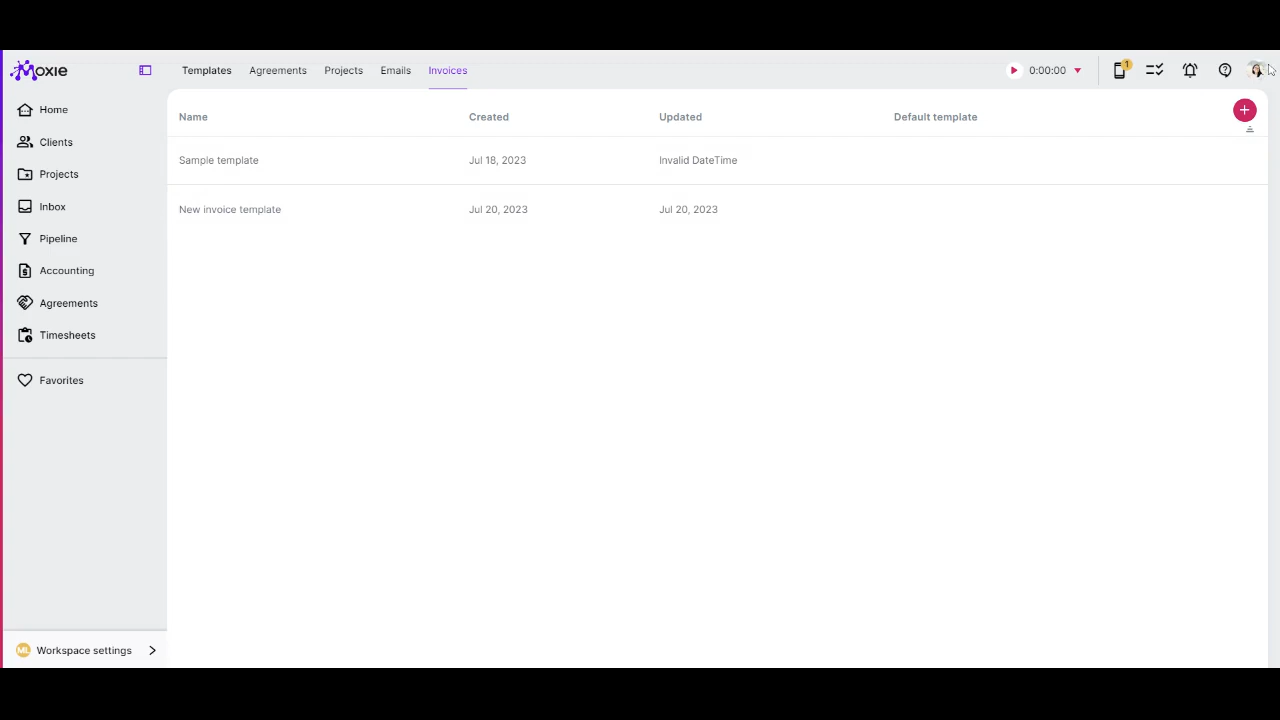 Moxie
Templates Agreements Projects Emails Invoices
0:00:00
1
Home
Clients
Projects
Inbox
Pipeline
Accounting
Agreements
Timesheets
Favorites
ML Workspace settings
Name Created Updated Default template
Sample template Jul 18, 2023 Invalid DateTime
New invoice template Jul 20, 2023 Jul 20, 2023